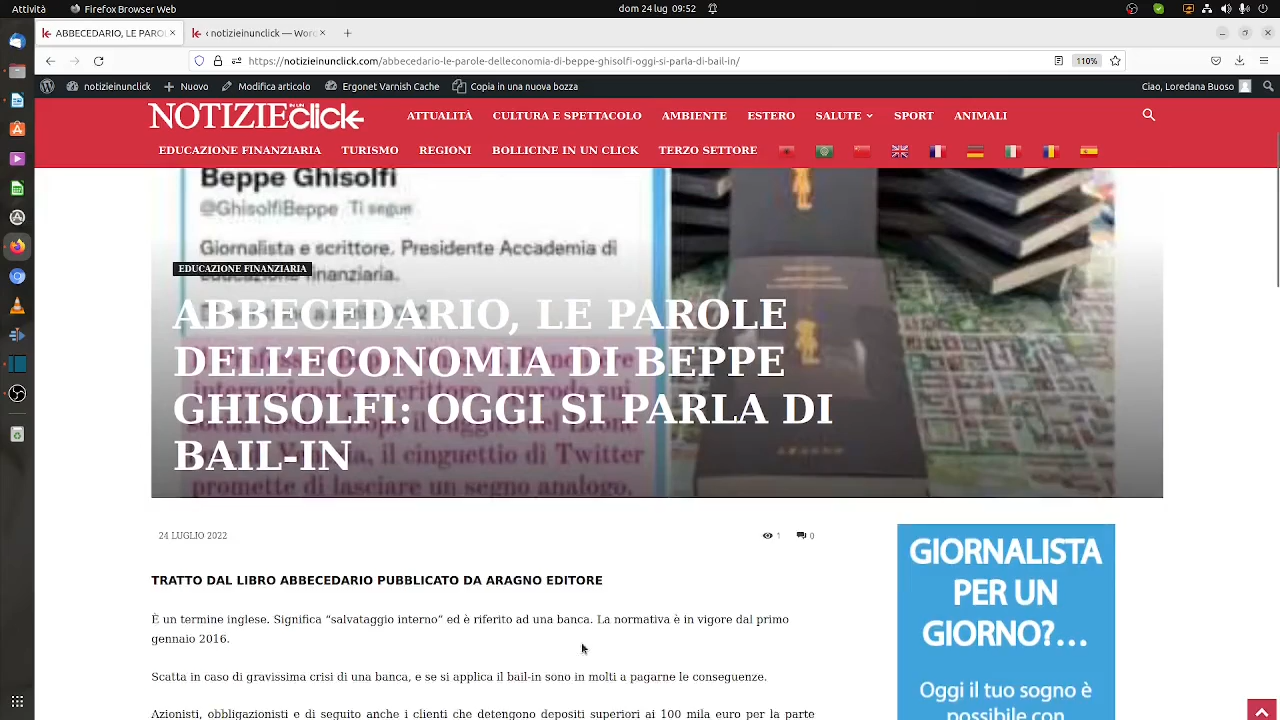 Attività
Firefox Browser Web
dom 24 lug 09:52
ABBECEDARIO, LE PAROL
‹ notizieinunclick — Word
https://notizieinunclick.com/abbecedario-le-parole-delleconomia-di-beppe-ghisolfi-oggi-si-parla-di-bail-in/
110%
notizieinunclick
Nuovo
Modifica articolo
Ergonet Varnish Cache
Copia in una nuova bozza
Ciao, Loredana Buoso
NOTIZIE IN UN click
ATTUALITÀ
CULTURA E SPETTACOLO
AMBIENTE
ESTERO
SALUTE
SPORT
ANIMALI
EDUCAZIONE FINANZIARIA
TURISMO
REGIONI
BOLLICINE IN UN CLICK
TERZO SETTORE
Beppe Ghisolfi
@GhisolfiBeppe Ti segue
Giornalista e scrittore. Presidente Accademia di
finanziaria.
EDUCAZIONE FINANZIARIA
ABBECEDARIO, LE PAROLE
DELL’ECONOMIA DI BEPPE
GHISOLFI: OGGI SI PARLA DI
BAIL-IN
internazionale e scrittore, approda sui
il cinguettio di Twitter
promette di lasciare un segno analogo.
24 LUGLIO 2022
1
0
TRATTO DAL LIBRO ABBECEDARIO PUBBLICATO DA ARAGNO EDITORE
È un termine inglese. Significa “salvataggio interno” ed è riferito ad una banca. La normativa è in vigore dal primo
gennaio 2016.
Scatta in caso di gravissima crisi di una banca, e se si applica il bail-in sono in molti a pagarne le conseguenze.
Azionisti, obbligazionisti e di seguito anche i clienti che detengono depositi superiori ai 100 mila euro per la parte
GIORNALISTA
PER UN
GIORNO?...
Oggi il tuo sogno è
possibile con